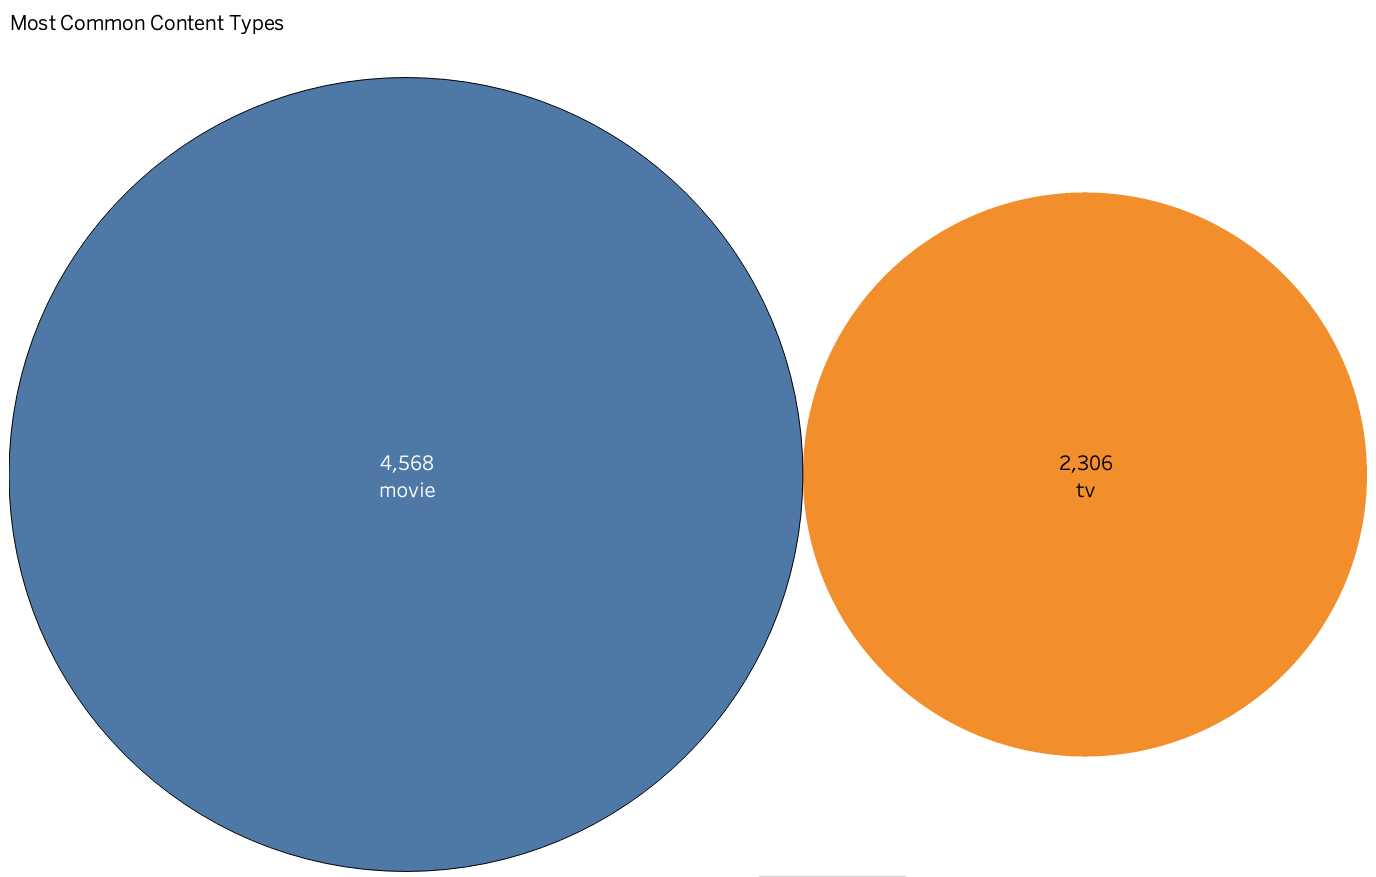 Most Common Content Types
4,568
movie
2,306
tv